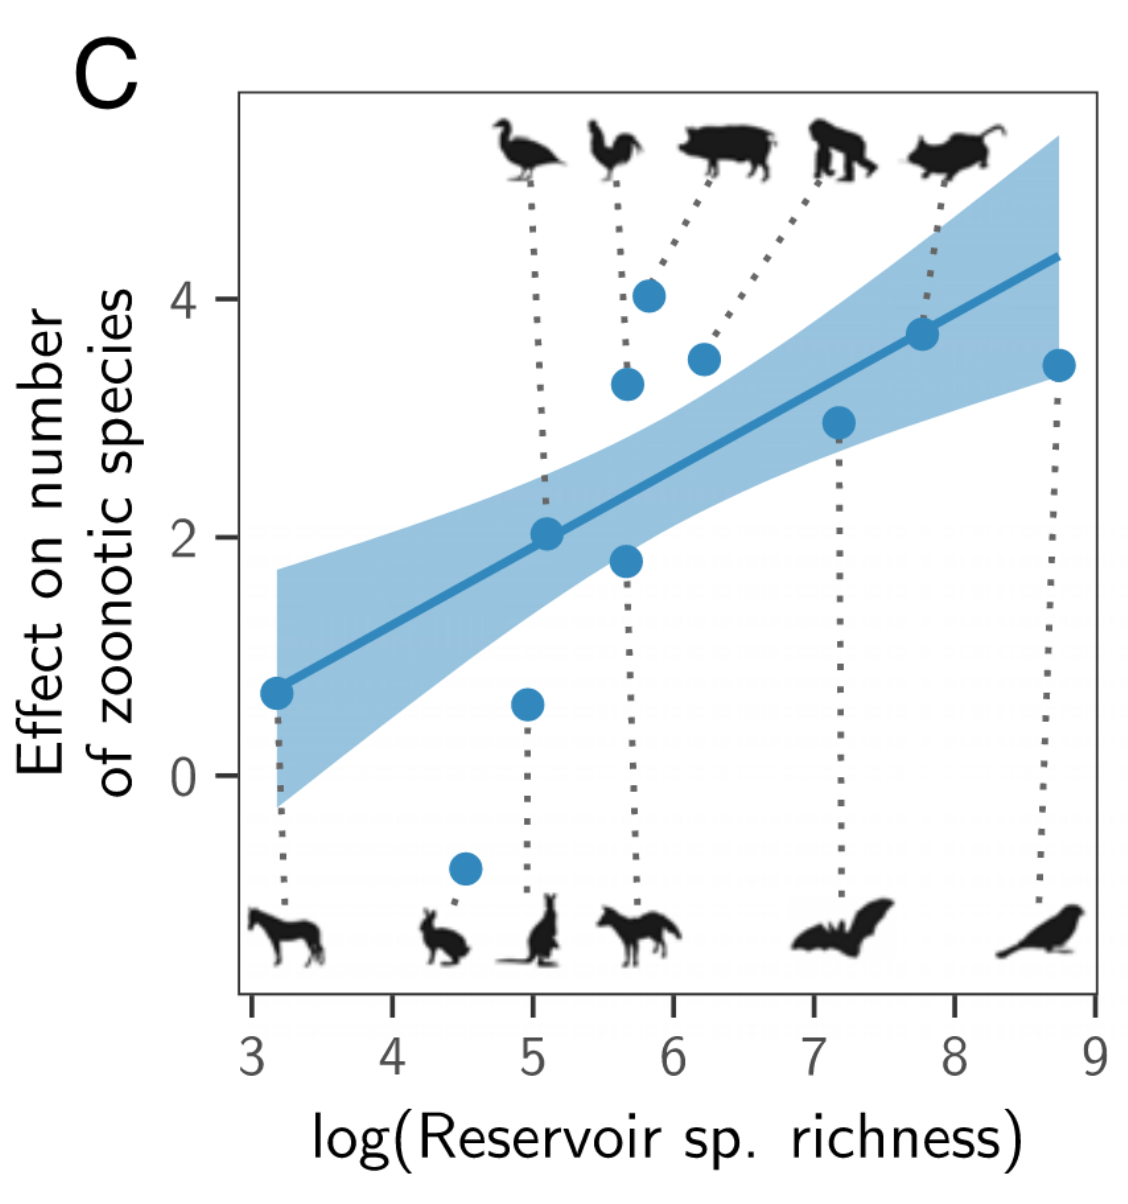 C
Effect on number
of zoonotic species
4
2
0
3 4 5 6 7 8 9
log(Reservoir sp. richness)